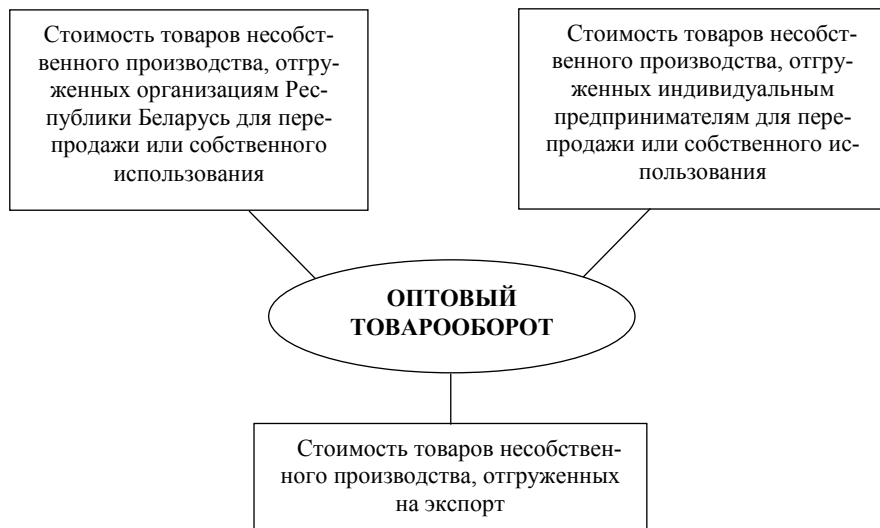 Стоимость товаров несобст-
венного производства, отгру-
женных организациям Рес-
публики Беларусь для пере-
продажи или собственного
использования
Стоимость товаров несобст-
венного производства, от-
груженных индивидуальным
предпринимателям для пере-
продажи или собственного ис-
пользования
ОПТОВЫЙ
ТОВАРООБОРОТ
Стоимость товаров несобствен-
ного производства, отгруженных
на экспорт